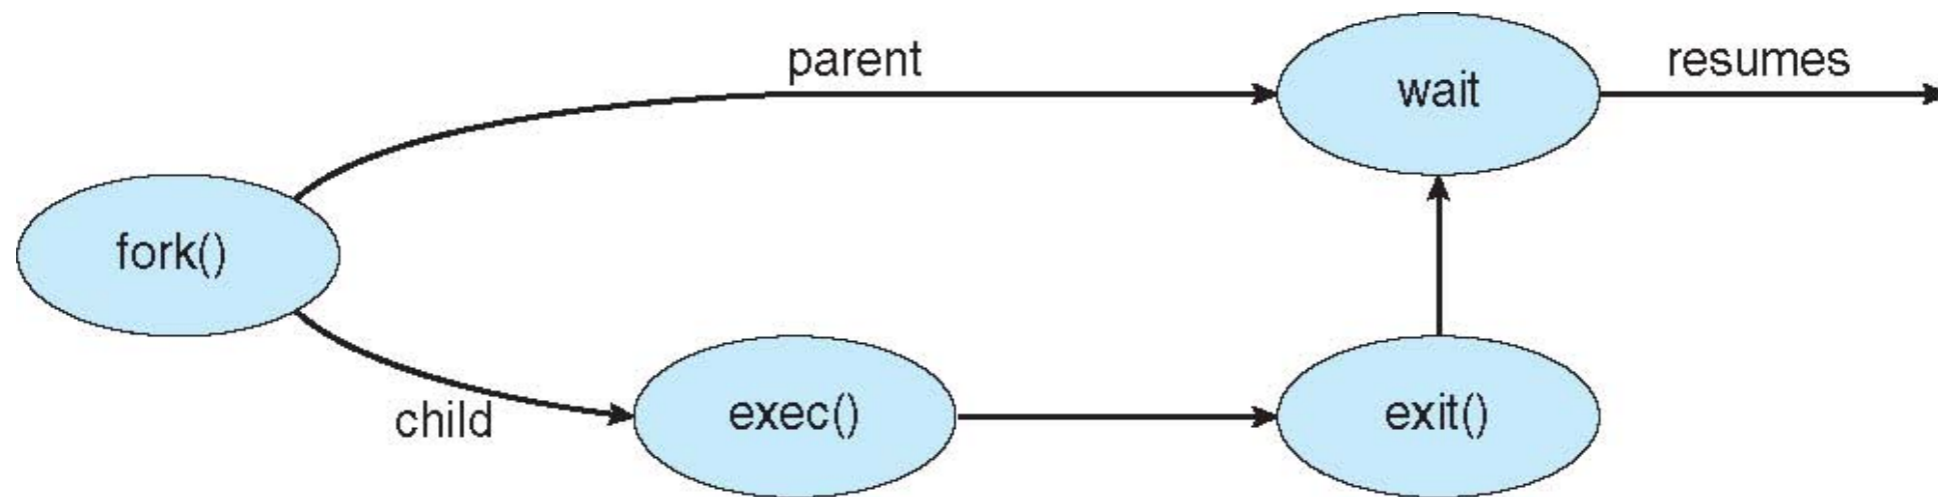 parent
wait
resumes
fork()
child
exec()
exit()